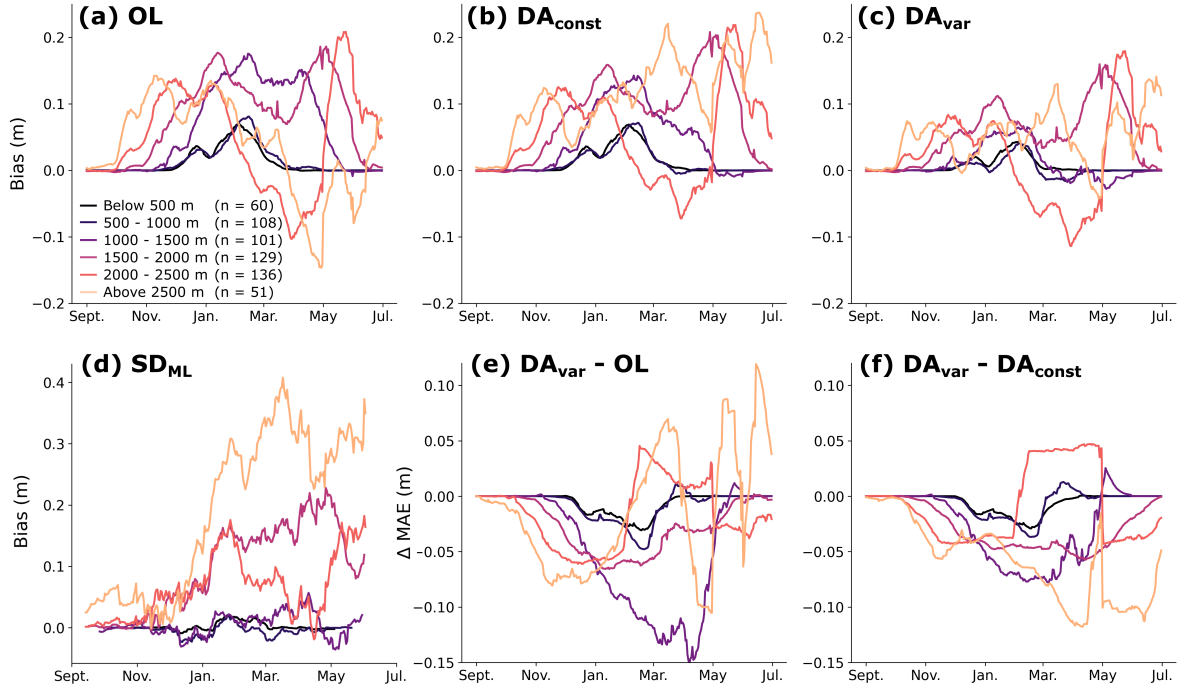 (a) OL
(b) DAconst
(c) DAvar
Bias (m)
0.2
0.1
0.0
−0.1
−0.2
Below 500 m (n = 60)
500 - 1000 m (n = 108)
1000 - 1500 m (n = 101)
1500 - 2000 m (n = 129)
2000 - 2500 m (n = 136)
Above 2500 m (n = 51)
Sept. Nov. Jan. Mar. May Jul.
0.2
0.1
0.0
−0.1
−0.2
Sept. Nov. Jan. Mar. May Jul.
0.2
0.1
0.0
−0.1
−0.2
Sept. Nov. Jan. Mar. May Jul.
(d) SDML
(e) DAvar - OL
(f) DAvar - DAconst
Bias (m)
0.4
0.3
0.2
0.1
0.0
Sept. Nov. Jan. Mar. May Jul.
Δ MAE (m)
0.10
0.05
0.00
−0.05
−0.10
−0.15
Sept. Nov. Jan. Mar. May Jul.
0.10
0.05
0.00
−0.05
−0.10
−0.15
Sept. Nov. Jan. Mar. May Jul.